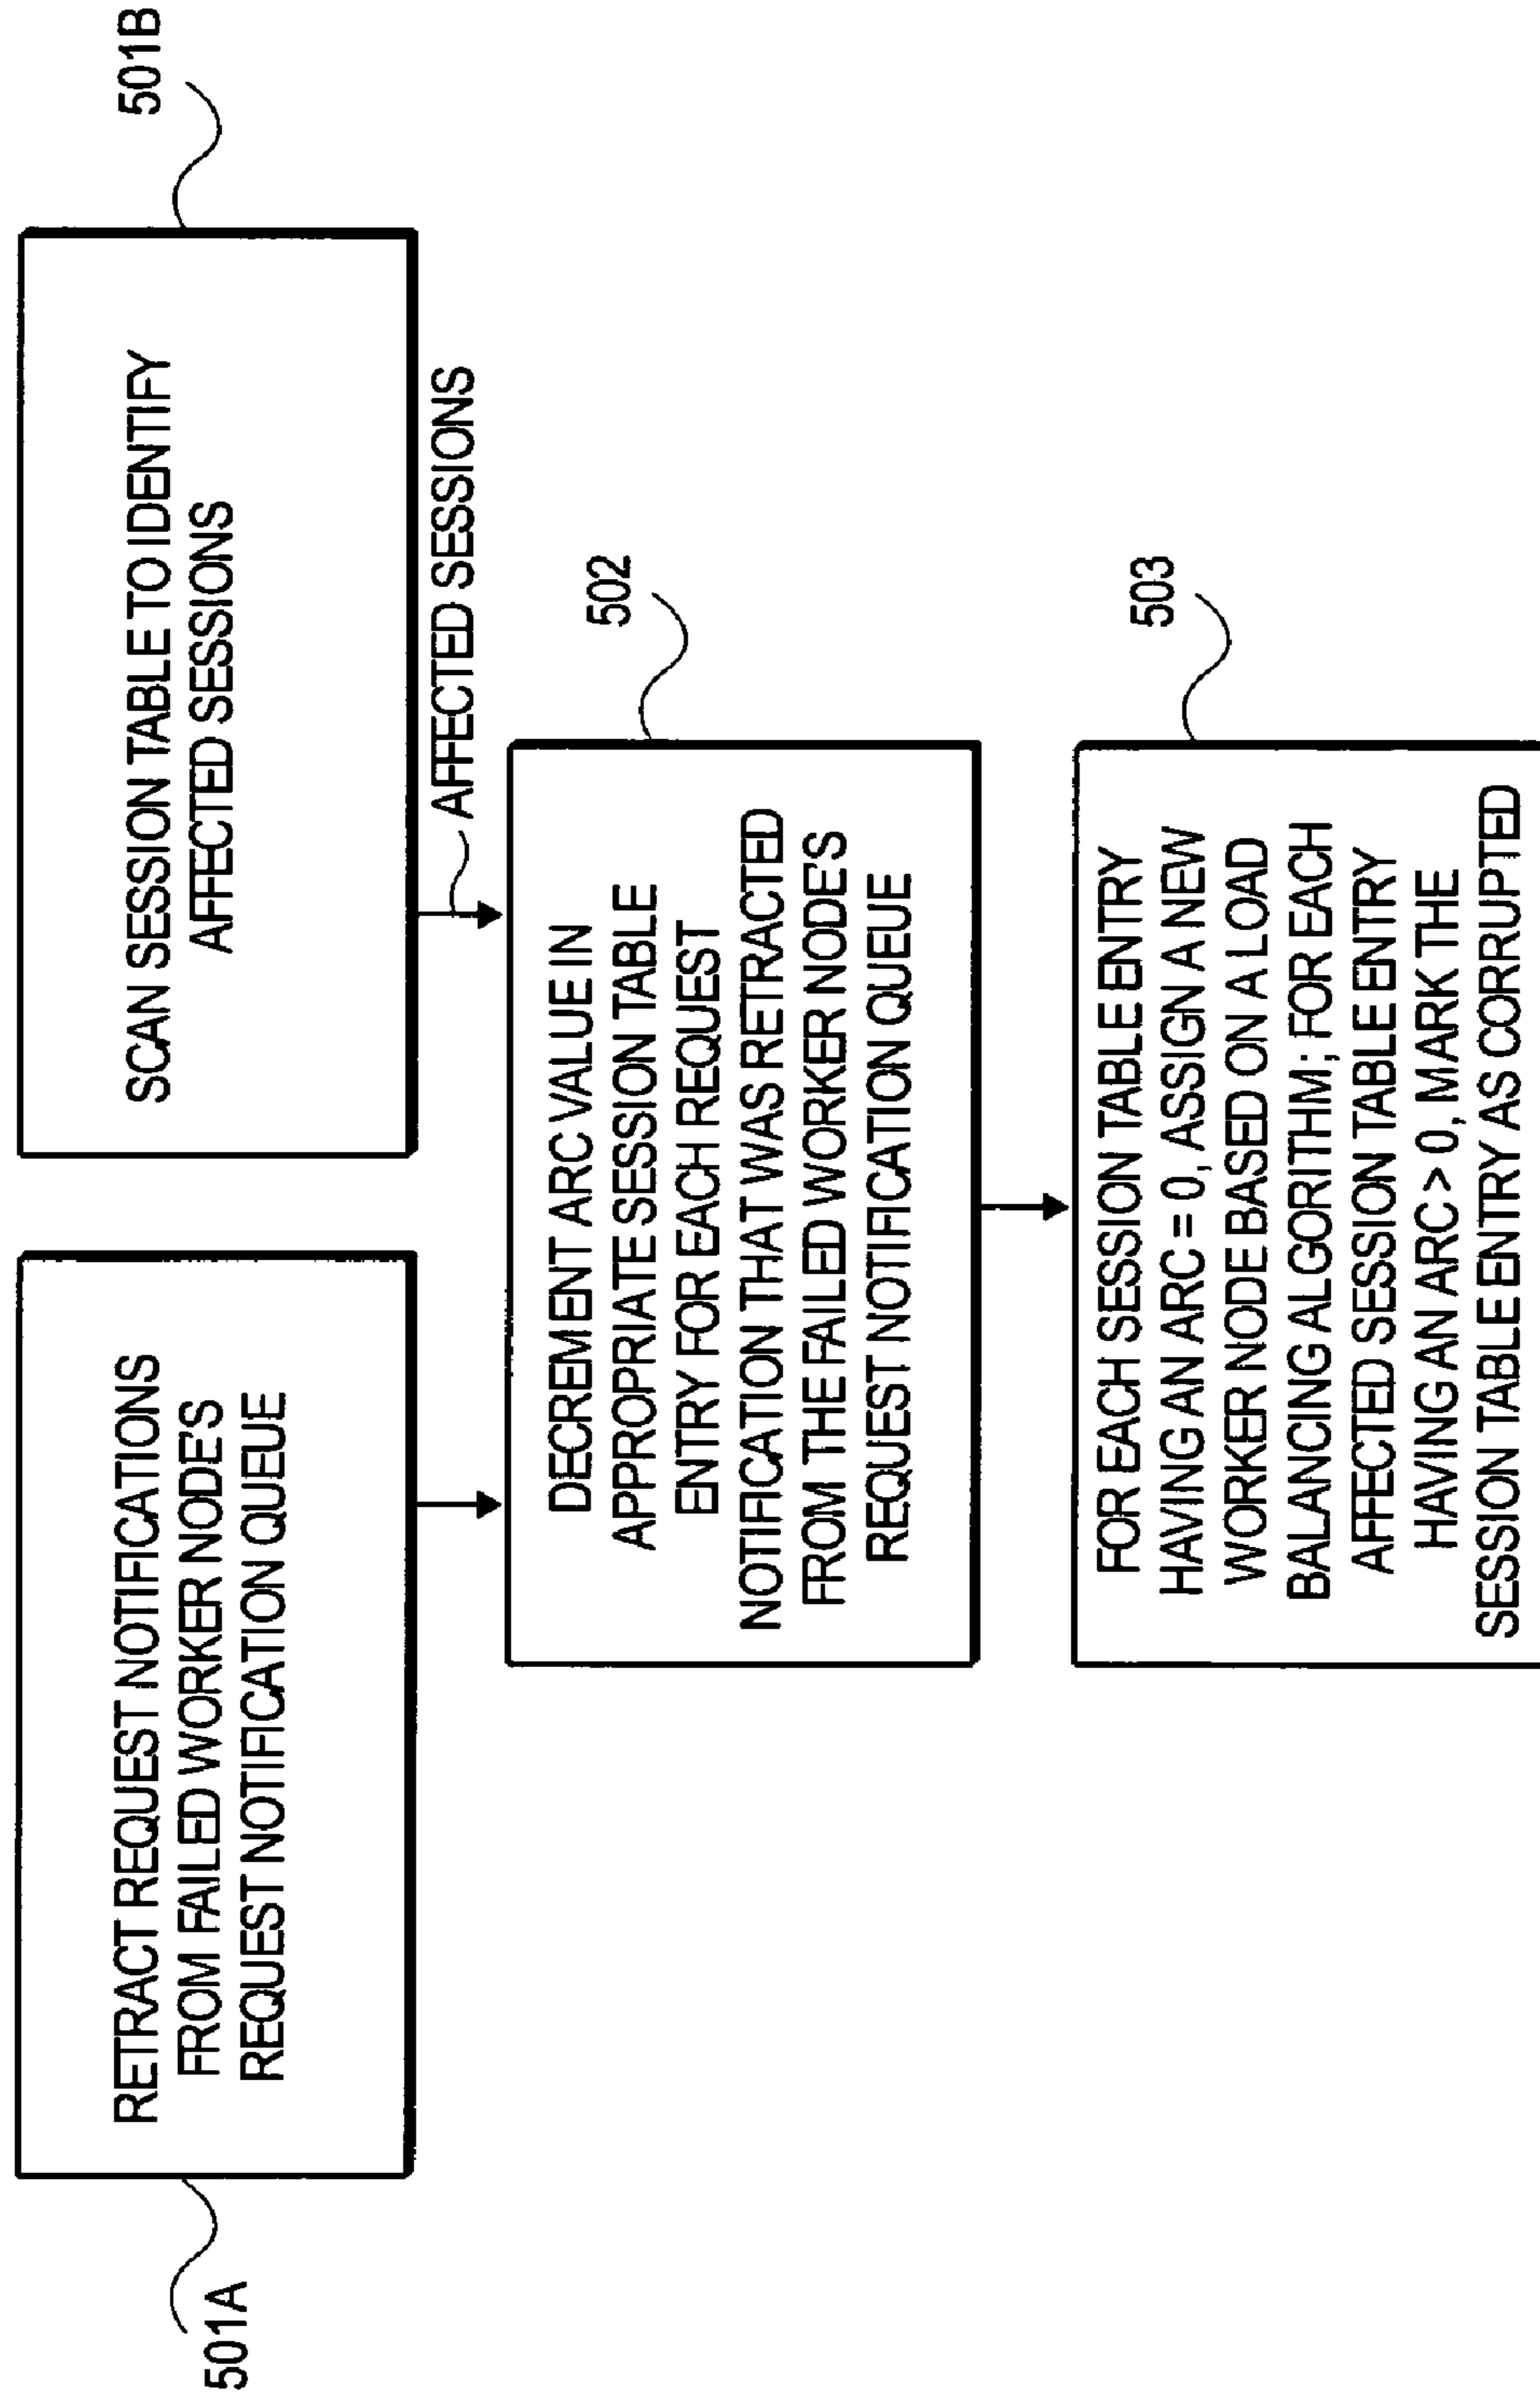 501A
RETRACT REQUEST NOTIFICATIONS
FROM FAILED WORKER NODE'S
REQUEST NOTIFICATION QUEUE
501B
SCAN SESSION TABLE TO IDENTIFY
AFFECTED SESSIONS
AFFECTED SESSIONS
502
DECREMENT ARC VALUE IN
APPROPRIATE SESSION TABLE
ENTRY FOR EACH REQUEST
NOTIFICATION THAT WAS RETRACTED
FROM THE FAILED WORKER NODE'S
REQUEST NOTIFICATION QUEUE
503
FOR EACH SESSION TABLE ENTRY
HAVING AN ARC = 0, ASSIGN A NEW
WORKER NODE BASED ON A LOAD
BALANCING ALGORITHM; FOR EACH
AFFECTED SESSION TABLE ENTRY
HAVING AN ARC > 0, MARK THE
SESSION TABLE ENTRY AS CORRUPTED